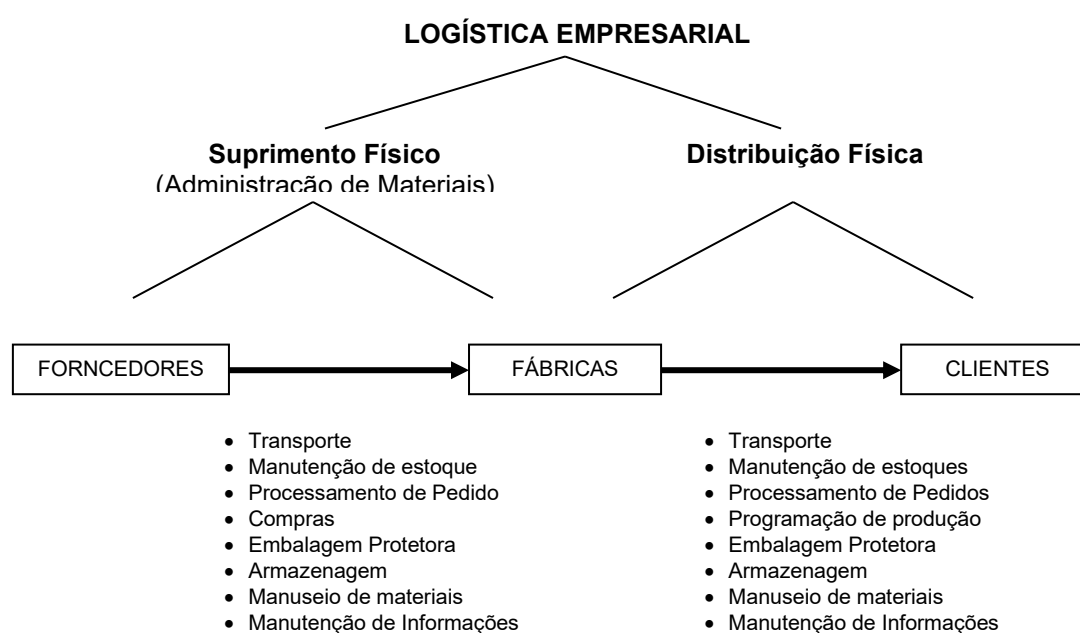 LOGÍSTICA EMPRESARIAL
Suprimento Físico
(Administração de Materiais)
Distribuição Física
FORNCEDORES
FÁBRICAS
CLIENTES
• Transporte
• Manutenção de estoque
• Processamento de Pedido
• Compras
• Embalagem Protetora
• Armazenagem
• Manuseio de materiais
• Manutenção de Informações
• Transporte
• Manutenção de estoques
• Processamento de Pedidos
• Programação de produção
• Embalagem Protetora
• Armazenagem
• Manuseio de materiais
• Manutenção de Informações